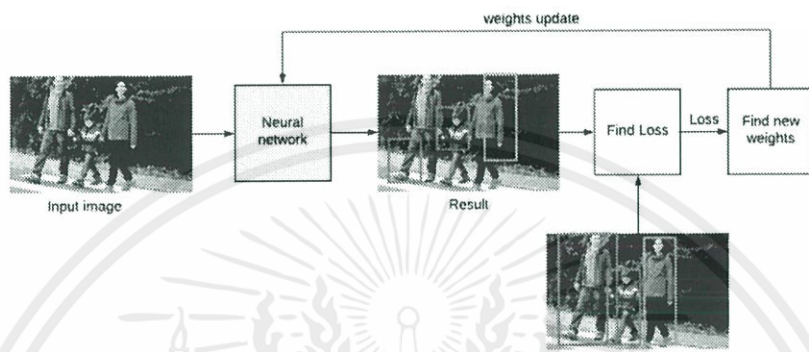 weights update
Neural
network
Find Loss
Loss
Find new
weights
Input image
Result